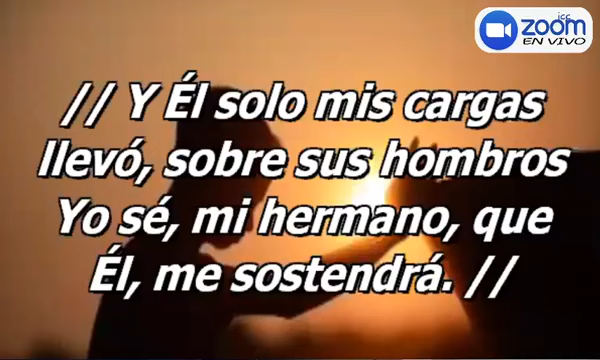 icc
zoom
EN VIVO
// Y Él solo mis cargas
llevó, sobre sus hombros
Yo sé, mi hermano, que
Él, me sostendrá. //